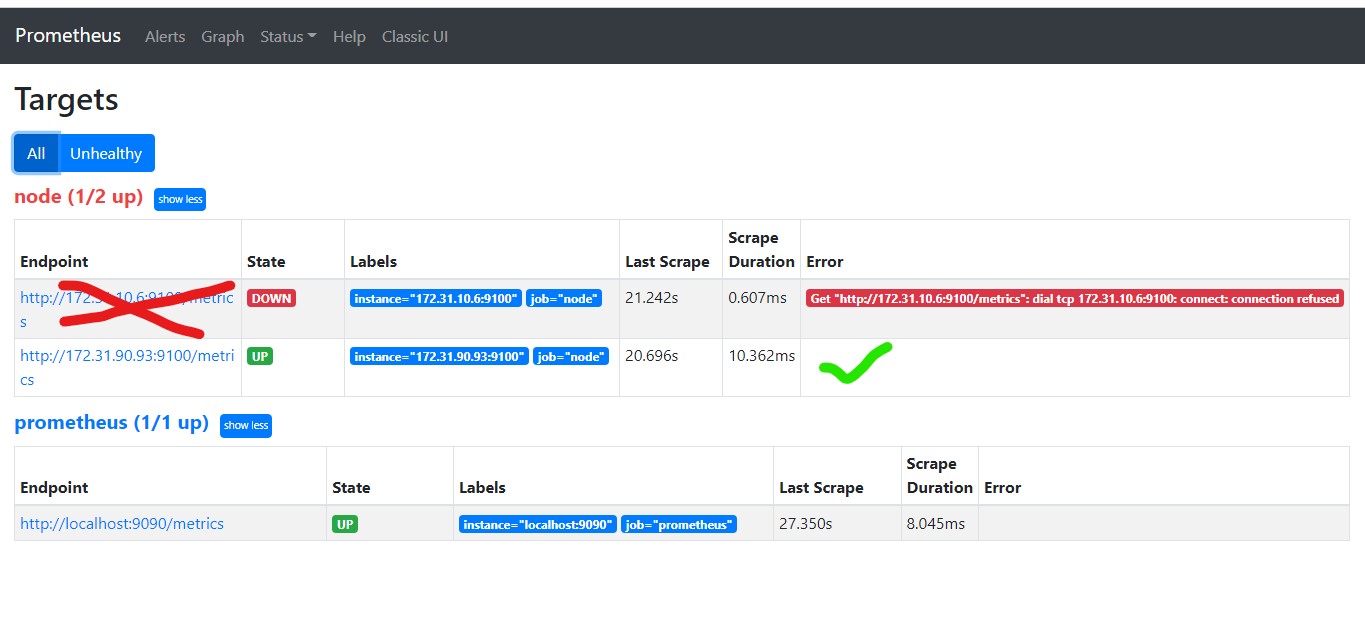 Prometheus Alerts Graph Status Help Classic UI
Targets
All Unhealthy
node (1/2 up) show less
Endpoint State Labels Last Scrape Scrape Duration Error
http://172.31.10.6:9100/metrics DOWN instance="172.31.10.6:9100" job="node" 21.242s 0.607ms Get "http://172.31.10.6:9100/metrics": dial tcp 172.31.10.6:9100: connect: connection refused
http://172.31.90.93:9100/metrics UP instance="172.31.90.93:9100" job="node" 20.696s 10.362ms
prometheus (1/1 up) show less
Endpoint State Labels Last Scrape Scrape Duration Error
http://localhost:9090/metrics UP instance="localhost:9090" job="prometheus" 27.350s 8.045ms